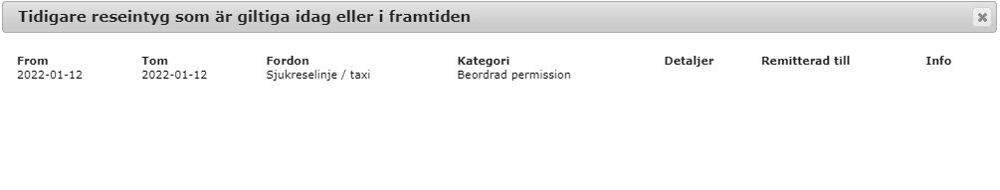 Tidigare reseintyg som är giltiga idag eller i framtiden
From Tom Fordon Kategori Detaljer Remitterad till Info
2022-01-12 2022-01-12 Sjukreselinje / taxi Beordrad permission